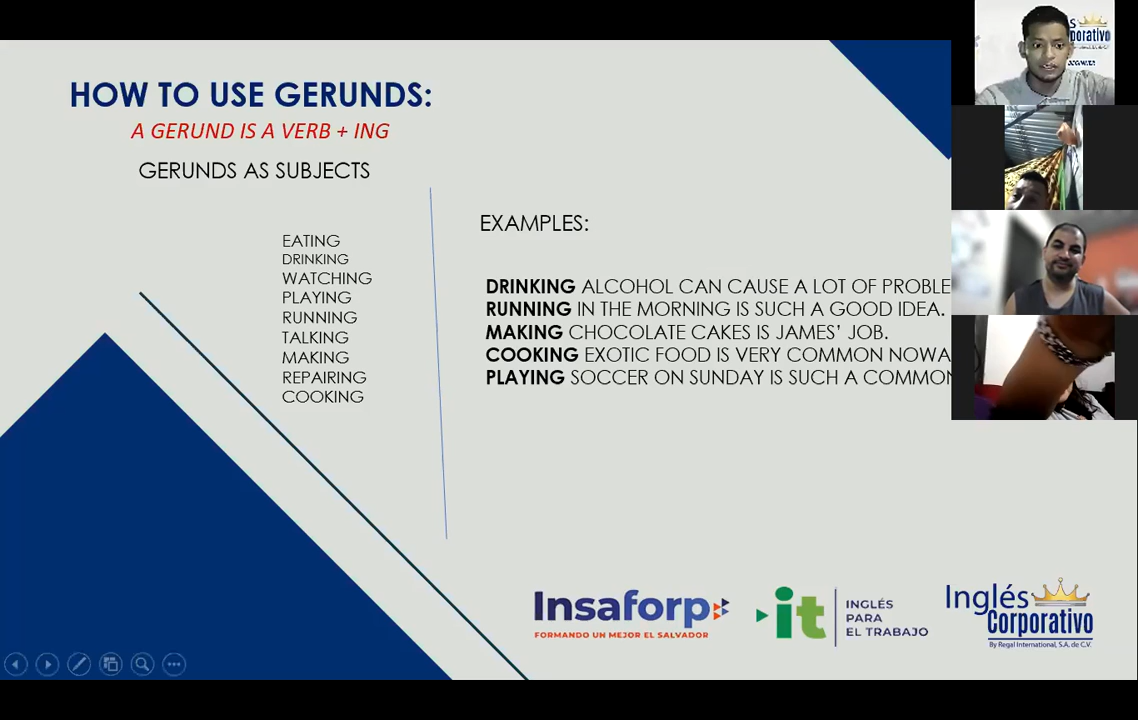 HOW TO USE GERUNDS:
A GERUND IS A VERB + ING
GERUNDS AS SUBJECTS
EATING
DRINKING
WATCHING
PLAYING
RUNNING
TALKING
MAKING
REPAIRING
COOKING
EXAMPLES:
DRINKING ALCOHOL CAN CAUSE A LOT OF PROBLE
RUNNING IN THE MORNING IS SUCH A GOOD IDEA.
MAKING CHOCOLATE CAKES IS JAMES' JOB.
COOKING EXOTIC FOOD IS VERY COMMON NOWA
PLAYING SOCCER ON SUNDAY IS SUCH A COMMON
Insaforp
FORMANDO UN MEJOR EL SALVADOR
it
INGLÉS
PARA
EL TRABAJO
Inglés
Corporativo
By Regal International, S.A. de C.V.
porativo